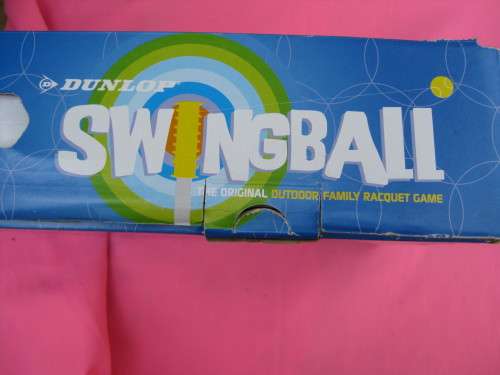 DUNLOP
SWINGBALL
THE ORIGINAL OUTDOOR FAMILY RACQUET GAME